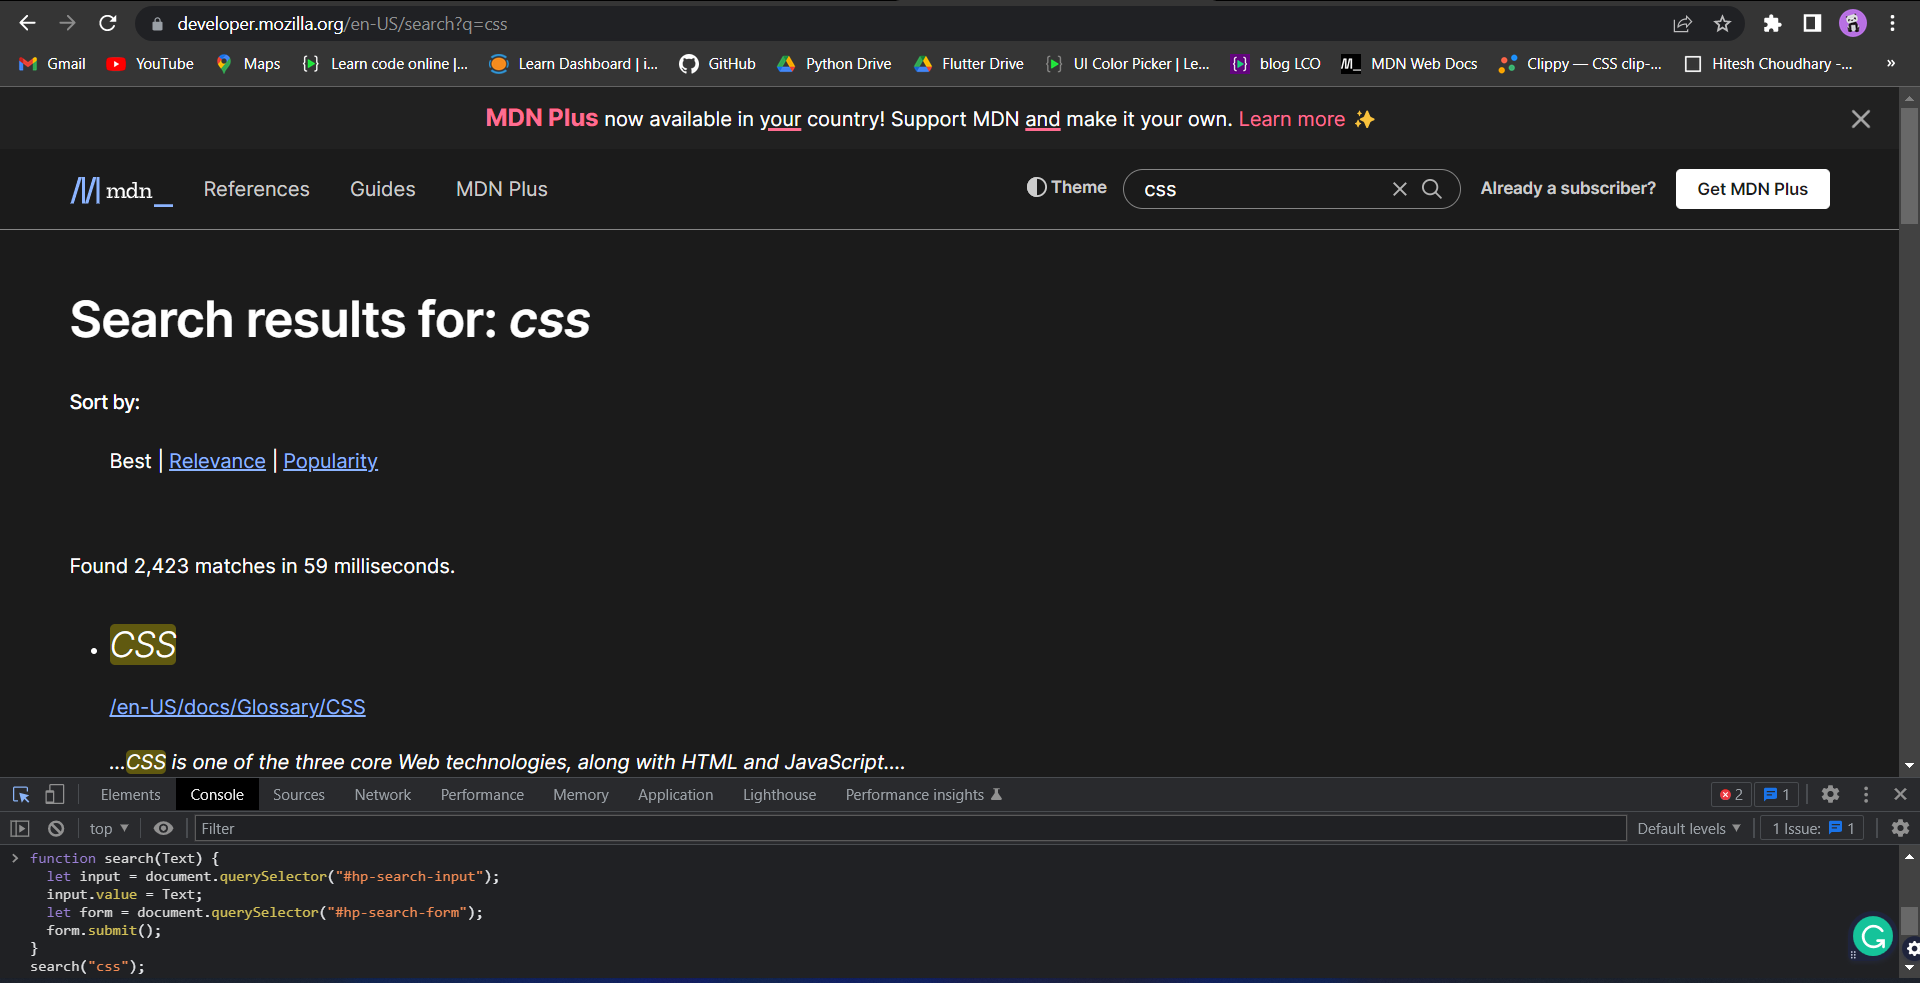 developer.mozilla.org/en-US/search?q=css
Gmail YouTube Maps Learn code online |... Learn Dashboard | i... GitHub Python Drive Flutter Drive UI Color Picker | Le... blog LCO MDN Web Docs Clippy — CSS clip-... Hitesh Choudhary -... »
MDN Plus now available in your country! Support MDN and make it your own. Learn more ✨
mdn_ References Guides MDN Plus Theme css Already a subscriber? Get MDN Plus
Search results for: css
Sort by:
Best | Relevance | Popularity
Found 2,423 matches in 59 milliseconds.
• CSS
/en-US/docs/Glossary/CSS
...CSS is one of the three core Web technologies, along with HTML and JavaScript....
Elements Console Sources Network Performance Memory Application Lighthouse Performance insights 2 1
top Filter Default levels 1 Issue: 1
> function search(Text) {
let input = document.querySelector("#hp-search-input");
input.value = Text;
let form = document.querySelector("#hp-search-form");
form.submit();
}
search("css");